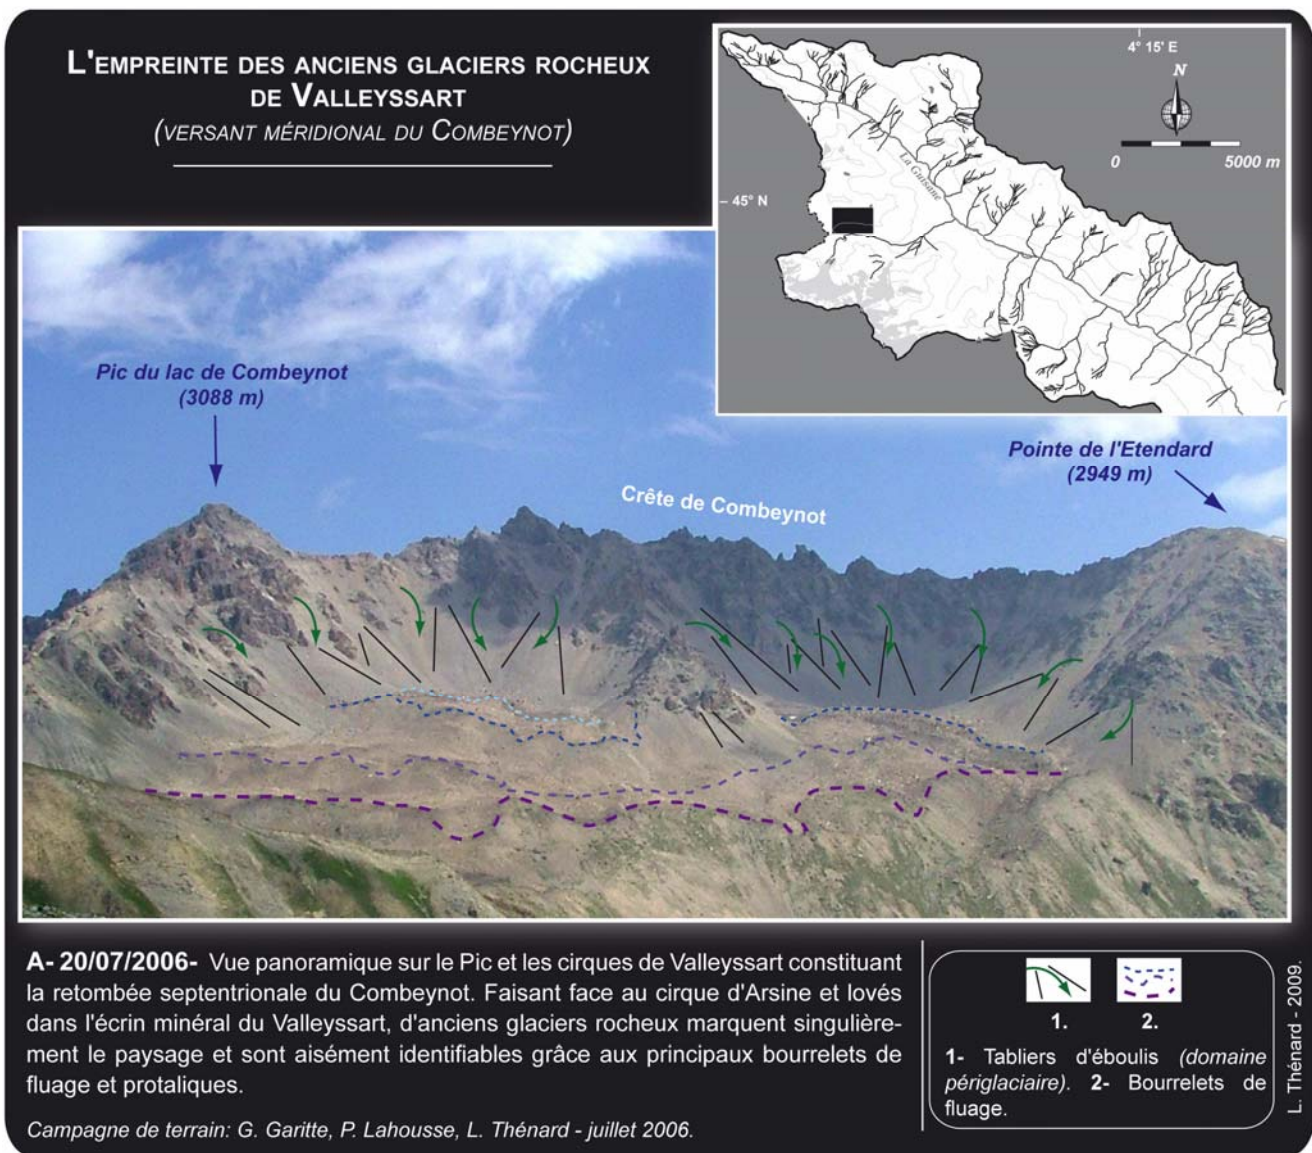 L'EMPREINTE DES ANCIENS GLACIERS ROCHEUX
DE VALLEYSSART
(VERSANT MÉRIDIONAL DU COMBEYNOT)
4° 15' E
N
0 5000 m
45° N
La Guisane
Pic du lac de Combeynot
(3088 m)
Pointe de l'Etendard
(2949 m)
Crête de Combeynot
A- 20/07/2006- Vue panoramique sur le Pic et les cirques de Valleyssart constituant
la retombée septentrionale du Combeynot. Faisant face au cirque d'Arsine et lovés
dans l'écrin minéral du Valleyssart, d'anciens glaciers rocheux marquent singulière-
ment le paysage et sont aisément identifiables grâce aux principaux bourrelets de
fluage et protaliques.
Campagne de terrain: G. Garitte, P. Lahousse, L. Thénard - juillet 2006.
1. 2.
1- Tabliers d'éboulis (domaine
périglaciaire). 2- Bourrelets de
fluage.
L. Thénard - 2009.